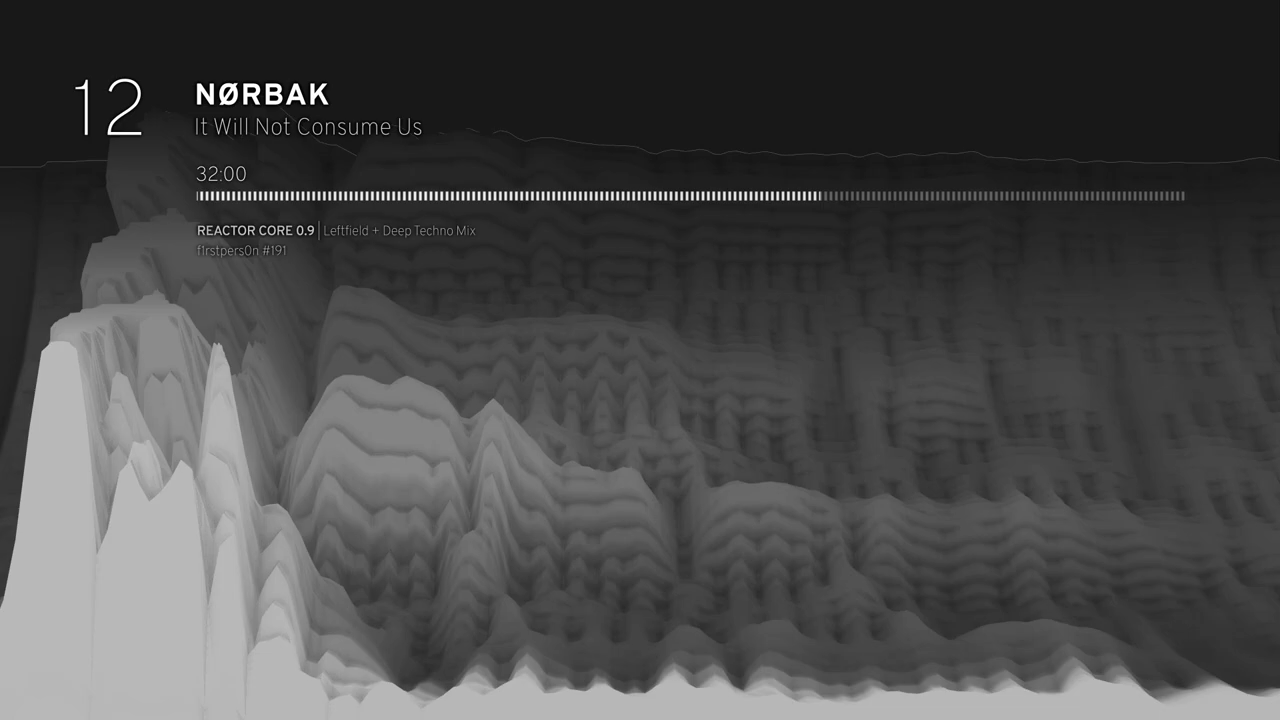 12
NØRBAK
It Will Not Consume Us
32:00
REACTOR CORE 0.9 | Leftfield + Deep Techno Mix
f1rstpers0n #191